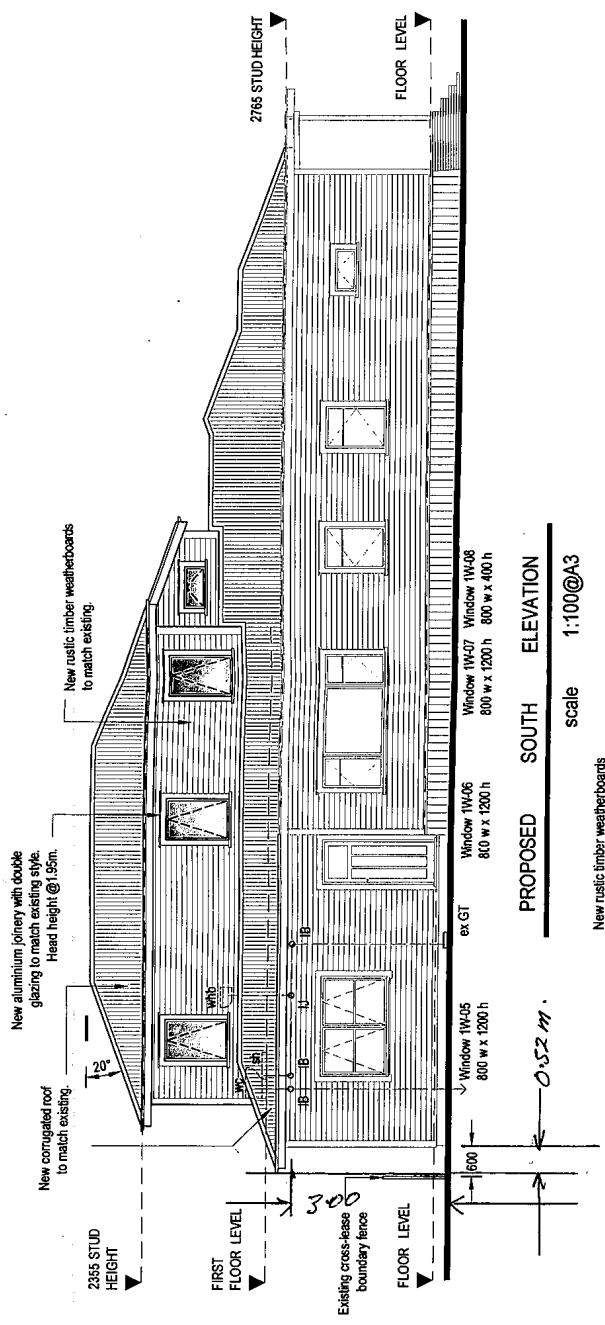 New aluminium joinery with double
glazing to match existing style.
Head height @1.95m.
New corrugated roof
to match existing.
20°
New rustic timber weatherboards
to match existing.
2355 STUD
HEIGHT
2765 STUD HEIGHT
whb
wc
sh
FIRST
FLOOR LEVEL
IB
IB
IJ
IB
3.00
Existing cross-lease
boundary fence
FLOOR LEVEL
FLOOR LEVEL
600
Window 1W-05
800 w x 1200 h
ex GT
Window 1W-06
800 w x 1200 h
Window 1W-07
800 w x 1200 h
Window 1W-08
800 w x 400 h
0.52 m.
PROPOSED SOUTH ELEVATION
scale 1:100@A3
New rustic timber weatherboards